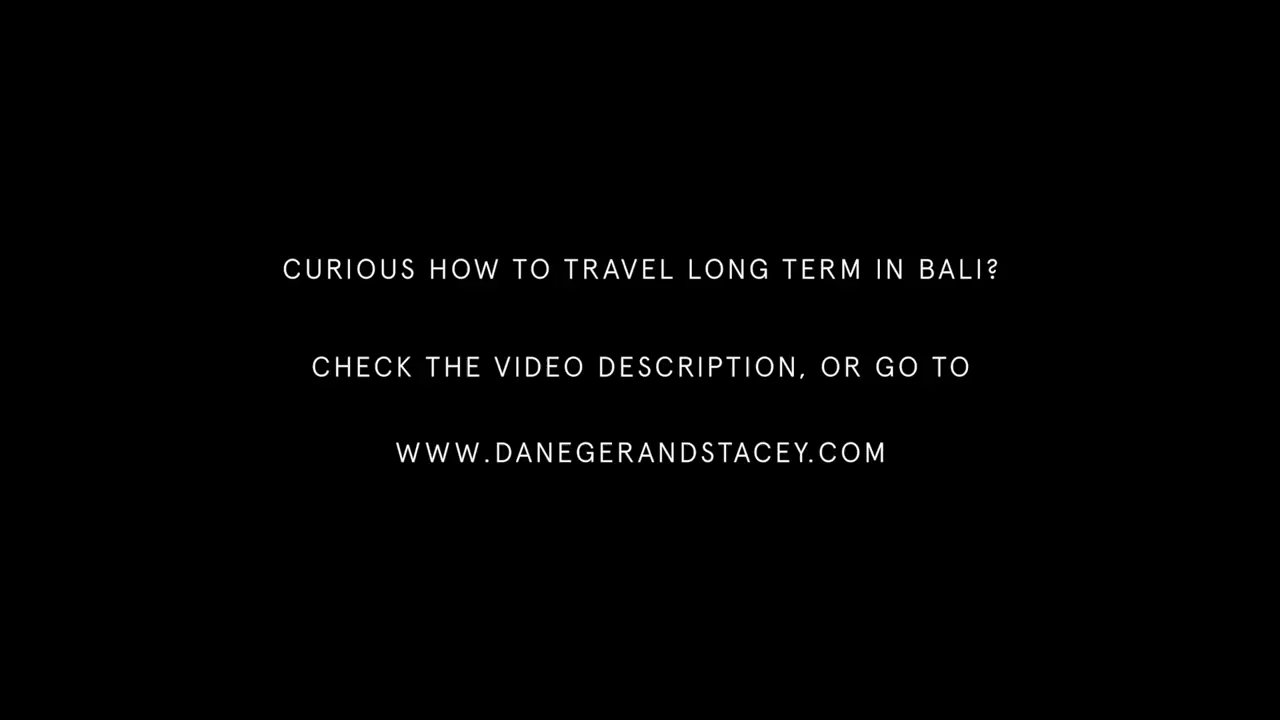 CURIOUS HOW TO TRAVEL LONG TERM IN BALI?
CHECK THE VIDEO DESCRIPTION, OR GO TO
WWW.DANEGERANDSTACEY.COM